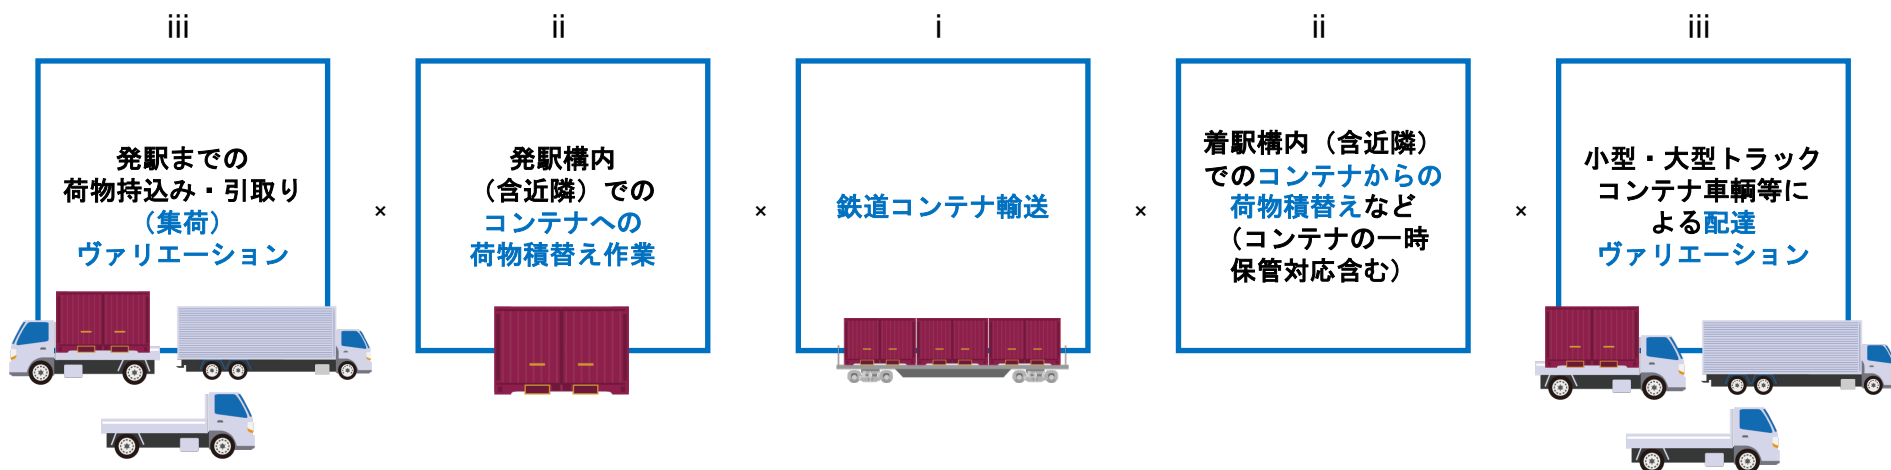 iii
ii
i
ii
iii
発駅までの
荷物持込み・引取り
（集荷）
ヴァリエーション
×
発駅構内
（含近隣）での
コンテナへの
荷物積替え作業
×
鉄道コンテナ輸送
×
着駅構内（含近隣）
でのコンテナからの
荷物積替えなど
（コンテナの一時
保管対応含む）
×
小型・大型トラック
コンテナ車輌等に
よる配達
ヴァリエーション